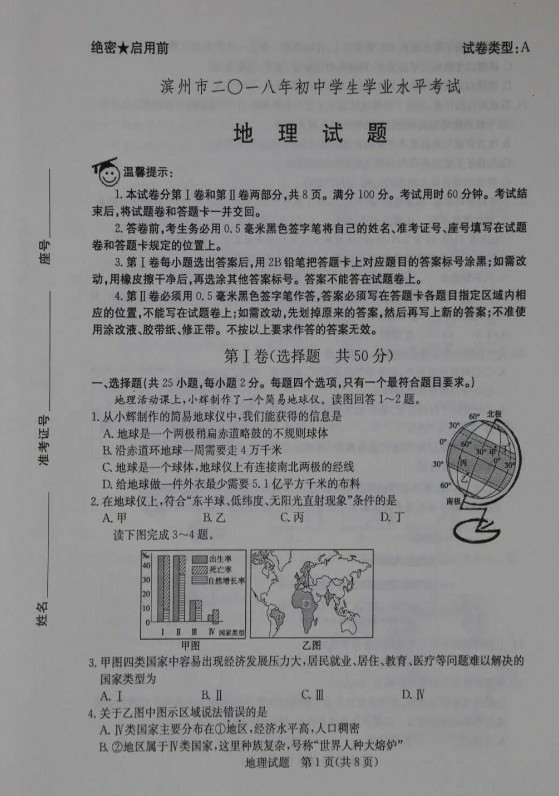 绝密★启用前
试卷类型:A
滨州市二〇一八年初中学生学业水平考试
地 理 试 题
温馨提示:
1.本试卷分第Ⅰ卷和第Ⅱ卷两部分,共8页。满分100分。考试用时60分钟。考试结
束后,将试题卷和答题卡一并交回。
2.答卷前,考生务必用0.5毫米黑色签字笔将自己的姓名、准考证号、座号填写在试题
卷和答题卡规定的位置上。
3.第Ⅰ卷每小题选出答案后,用2B铅笔把答题卡上对应题目的答案标号涂黑;如需改
动,用橡皮擦干净后,再选涂其他答案标号。答案不能答在试题卷上。
4.第Ⅱ卷必须用0.5毫米黑色签字笔作答,答案必须写在答题卡各题目指定区域内相
应的位置,不能写在试题卷上;如需改动,先划掉原来的答案,然后再写上新的答案;不准使
用涂改液、胶带纸、修正带。不按以上要求作答的答案无效。
第Ⅰ卷(选择题 共50分)
一、选择题(共25小题,每小题2分。每题四个选项,只有一个最符合题目要求。)
地理活动课上,小辉制作了一个简易地球仪。读图回答1~2题。
1.从小辉制作的简易地球仪中,我们能获得的信息是
A.地球是一个两极稍扁赤道略鼓的不规则球体
B.沿赤道环地球一周需要走4万千米
C.地球是一个球体,地球仪上有连接南北两极的经线
D.给地球做一件外衣最少需要5.1亿平方千米的布料
北极
60°
30°
0°
30°
60°
60°
30°
甲
0°
丙
乙
30°
南极
2.在地球仪上,符合“东半球、低纬度、无阳光直射现象”条件的是
A.甲 B.乙 C.丙 D.丁
读下图完成3~4题。
‰
50
40
30
20
10
0
出生率
死亡率
自然增长率
Ⅰ Ⅱ Ⅲ Ⅳ 国家类型
甲图
乙图
3.甲图四类国家中容易出现经济发展压力大,居民就业、居住、教育、医疗等问题难以解决的
国家类型为
A.Ⅰ B.Ⅱ C.Ⅲ D.Ⅳ
4.关于乙图中图示区域说法错误的是
A.Ⅳ类国家主要分布在①地区,经济水平高,人口稠密
B.②地区属于Ⅳ类国家,这里种族复杂,号称“世界人种大熔炉”
地理试题 第1页(共8页)
座号
准考证号
姓名